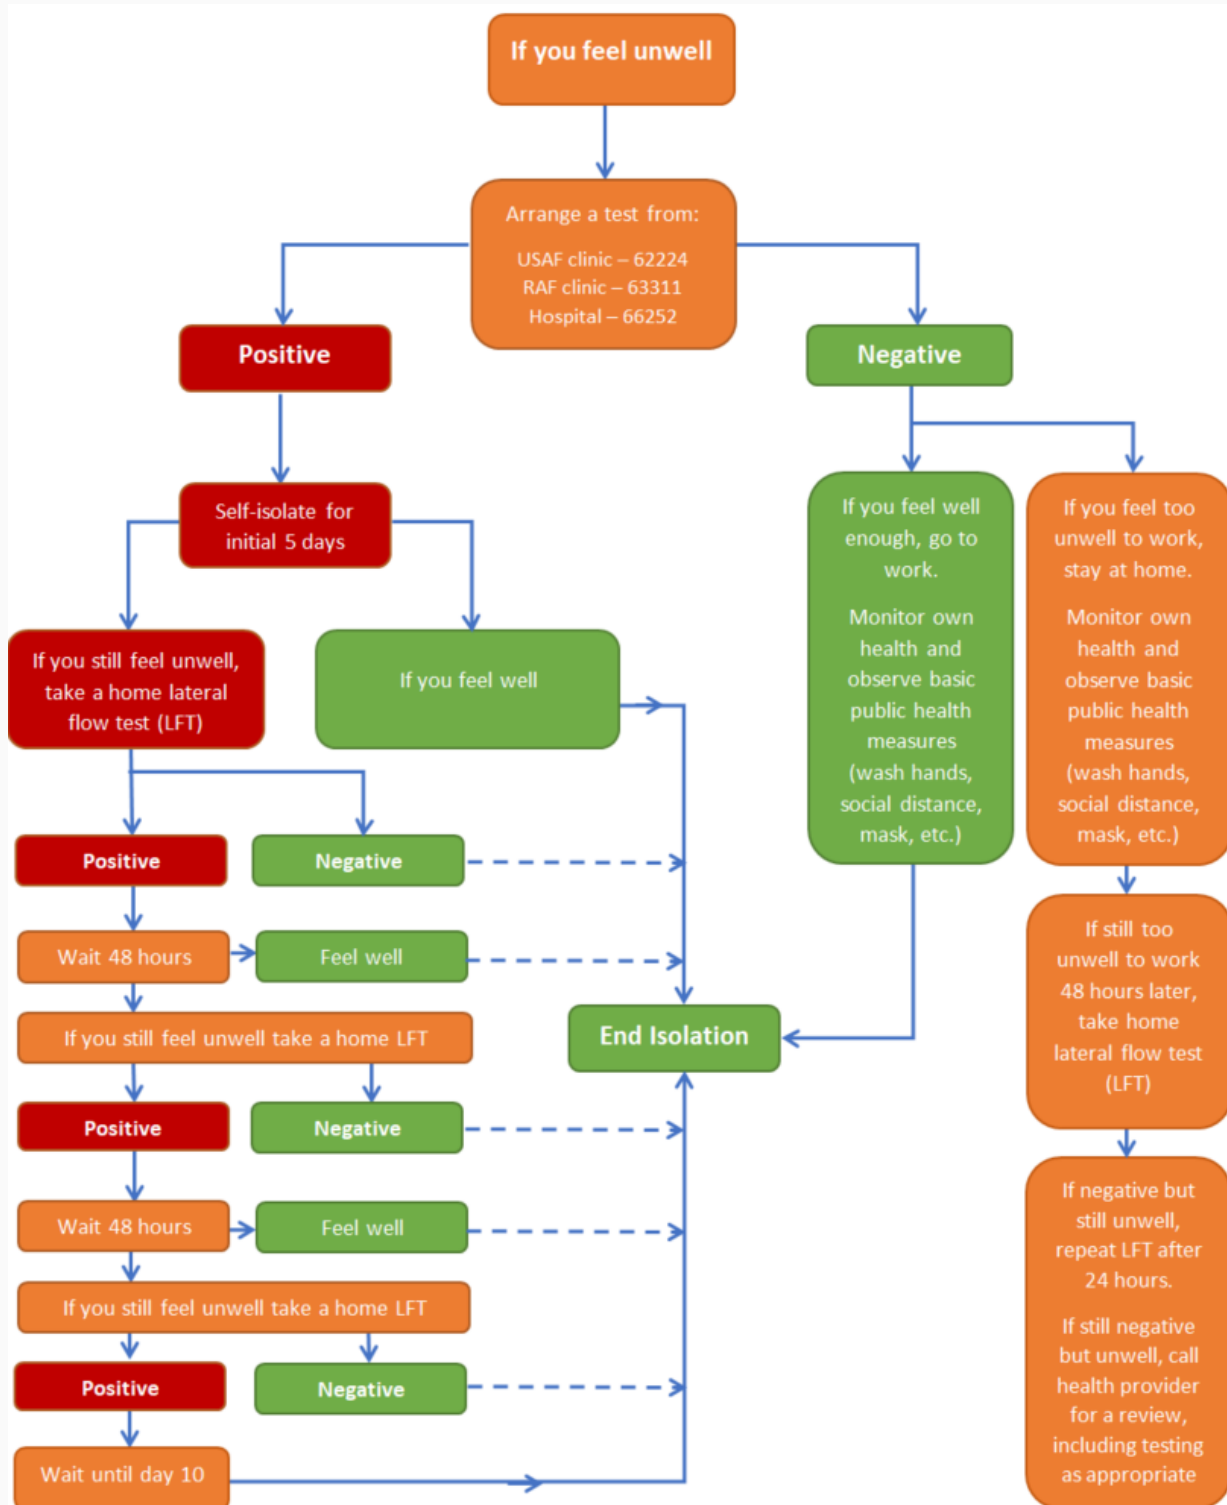 If you feel unwell
Arrange a test from:
USAF clinic – 62224
RAF clinic – 63311
Hospital – 66252
Positive
Negative
Self-isolate for
initial 5 days
If you still feel unwell,
take a home lateral
flow test (LFT)
If you feel well
If you feel well
enough, go to
work.
Monitor own
health and
observe basic
public health
measures
(wash hands,
social distance,
mask, etc.)
If you feel too
unwell to work,
stay at home.
Monitor own
health and
observe basic
public health
measures
(wash hands,
social distance,
mask, etc.)
Positive
Negative
Wait 48 hours
Feel well
If you still feel unwell take a home LFT
Positive
Negative
Wait 48 hours
Feel well
If you still feel unwell take a home LFT
Positive
Negative
Wait until day 10
End Isolation
If still too
unwell to work
48 hours later,
take home
lateral flow test
(LFT)
If negative but
still unwell,
repeat LFT after
24 hours.
If still negative
but unwell, call
health provider
for a review,
including testing
as appropriate